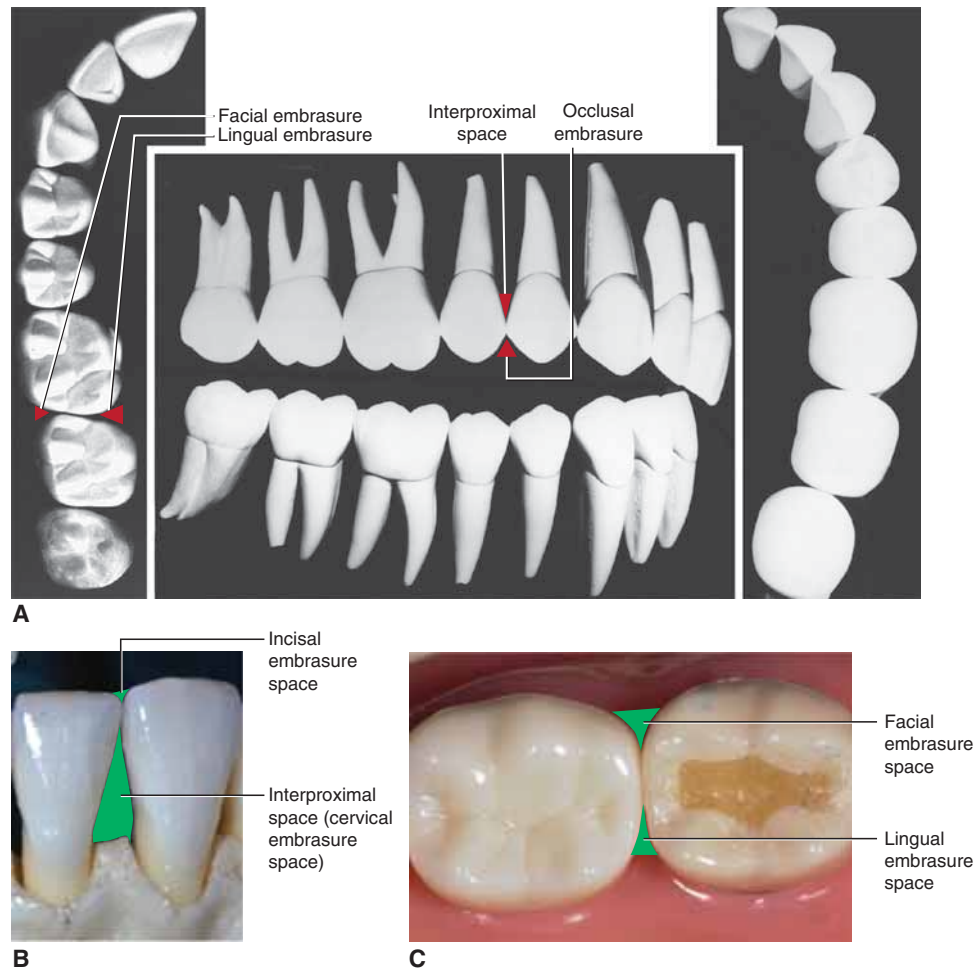 Facial embrasure
Lingual embrasure
Interproximal
space
Occlusal
embrasure
A
Incisal
embrasure
space
Interproximal
space (cervical
embrasure
space)
B
Facial
embrasure
space
Lingual
embrasure
space
C